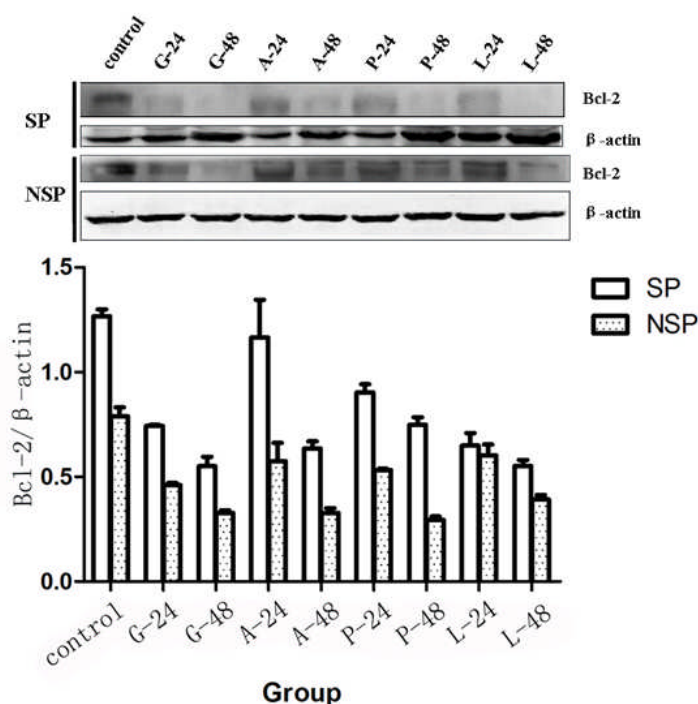 control G-24 G-48 A-24 A-48 P-24 P-48 L-24 L-48
SP
Bcl-2
β-actin
NSP
Bcl-2
β-actin
1.5
1.0
0.5
0.0
Bcl-2/β-actin
SP
NSP
control G-24 G-48 A-24 A-48 P-24 P-48 L-24 L-48
Group